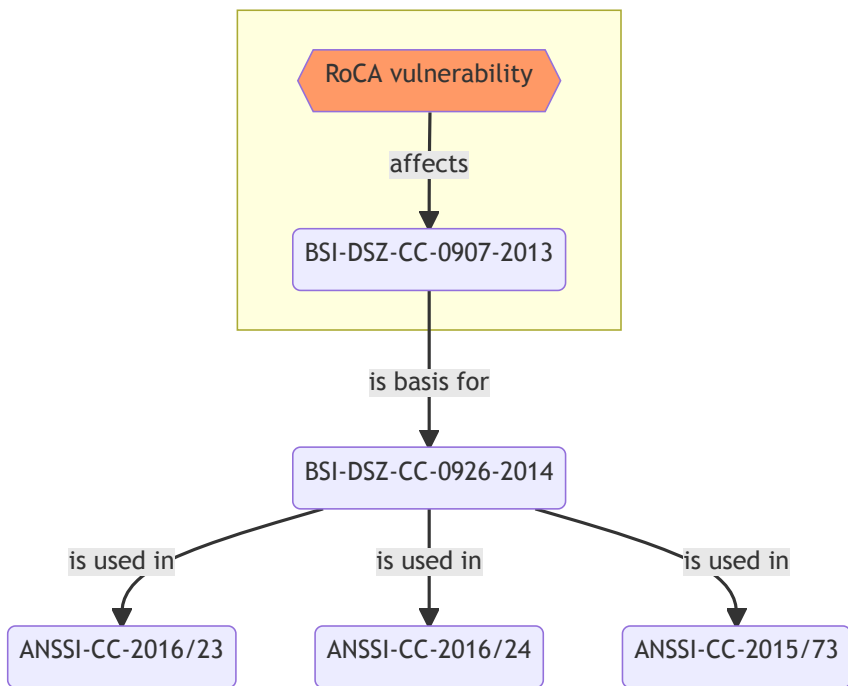 RoCA vulnerability
affects
BSI-DSZ-CC-0907-2013
is basis for
BSI-DSZ-CC-0926-2014
is used in
is used in
is used in
ANSSI-CC-2016/23
ANSSI-CC-2016/24
ANSSI-CC-2015/73